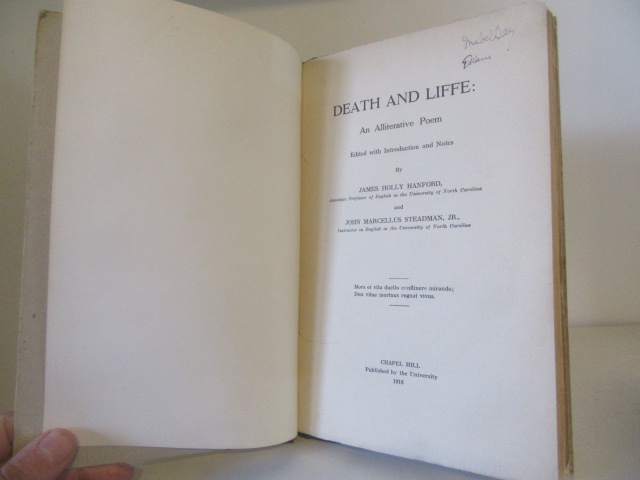 Mabel Day
DEATH AND LIFFE:
An Alliterative Poem
Edited with Introduction and Notes
By
JAMES HOLLY HANFORD,
Associate Professor of English in the University of North Carolina
and
JOHN MARCELLUS STEADMAN, JR.,
Instructor in English in the University of North Carolina
Mors et vita duello conflixere mirando;
Dux vitae mortuus regnat vivus.
CHAPEL HILL
Published by the University
1918